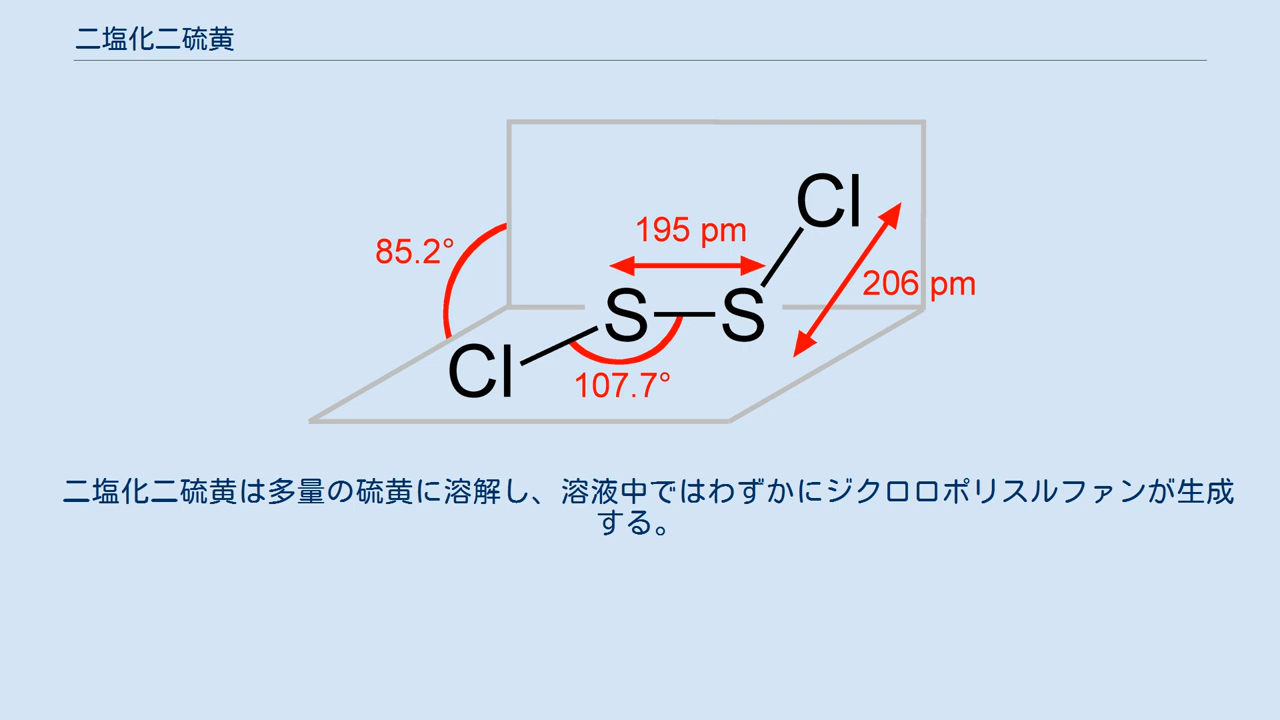 二塩化二硫黄
Cl
195 pm
85.2°
206 pm
S S
Cl
107.7°
二塩化二硫黄は多量の硫黄に溶解し、溶液中ではわずかにジクロロポリスルファンが生成
する。